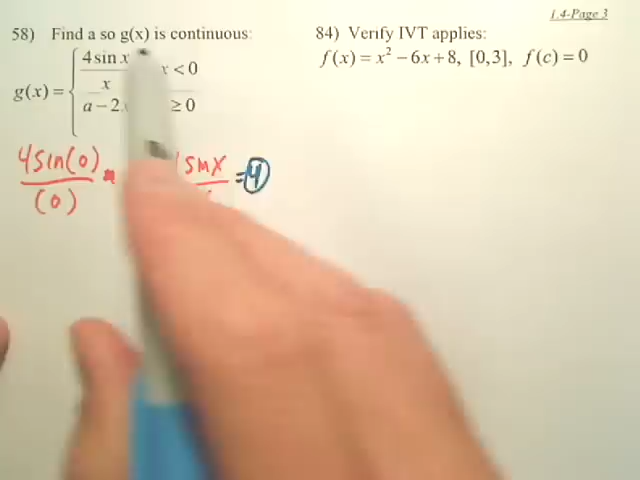 1.4-Page 3
58) Find a so g(x) is continuous:
g(x) = { 4 sin x / x  x < 0
a − 2.  ≥ 0
4sin(0) / (0) = sinx = 4
84) Verify IVT applies:
f(x) = x² − 6x + 8, [0,3], f(c) = 0